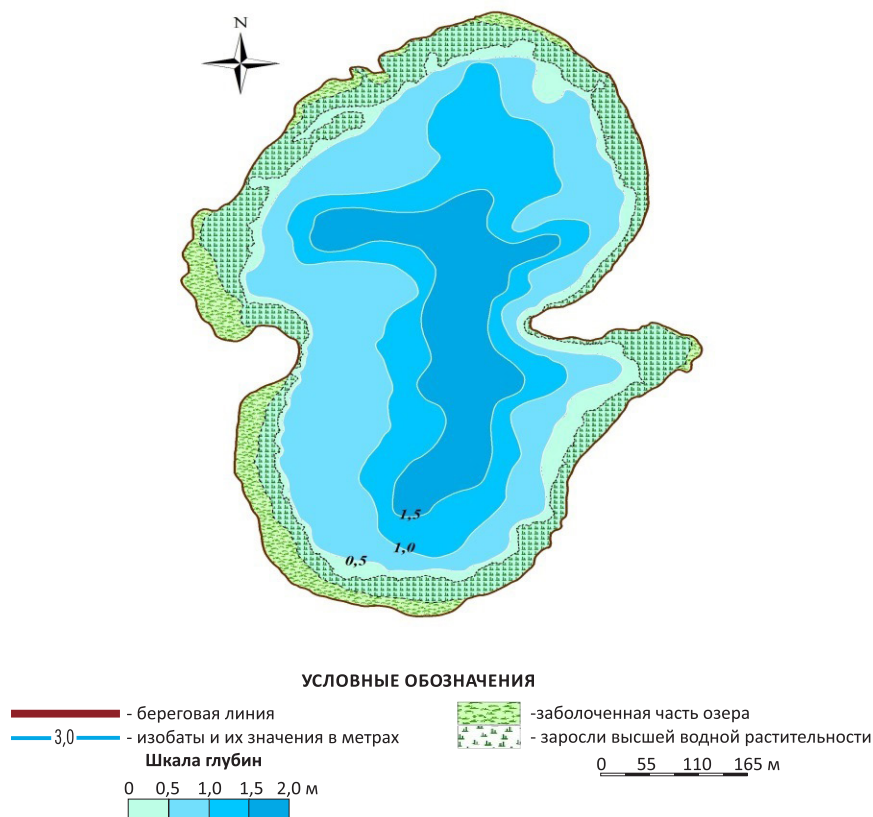 N
1,5
1,0
0,5
УСЛОВНЫЕ ОБОЗНАЧЕНИЯ
- береговая линия
3,0 - изобаты и их значения в метрах
-заболоченная часть озера
- заросли высшей водной растительности
Шкала глубин
0 0,5 1,0 1,5 2,0 м
0 55 110 165 м